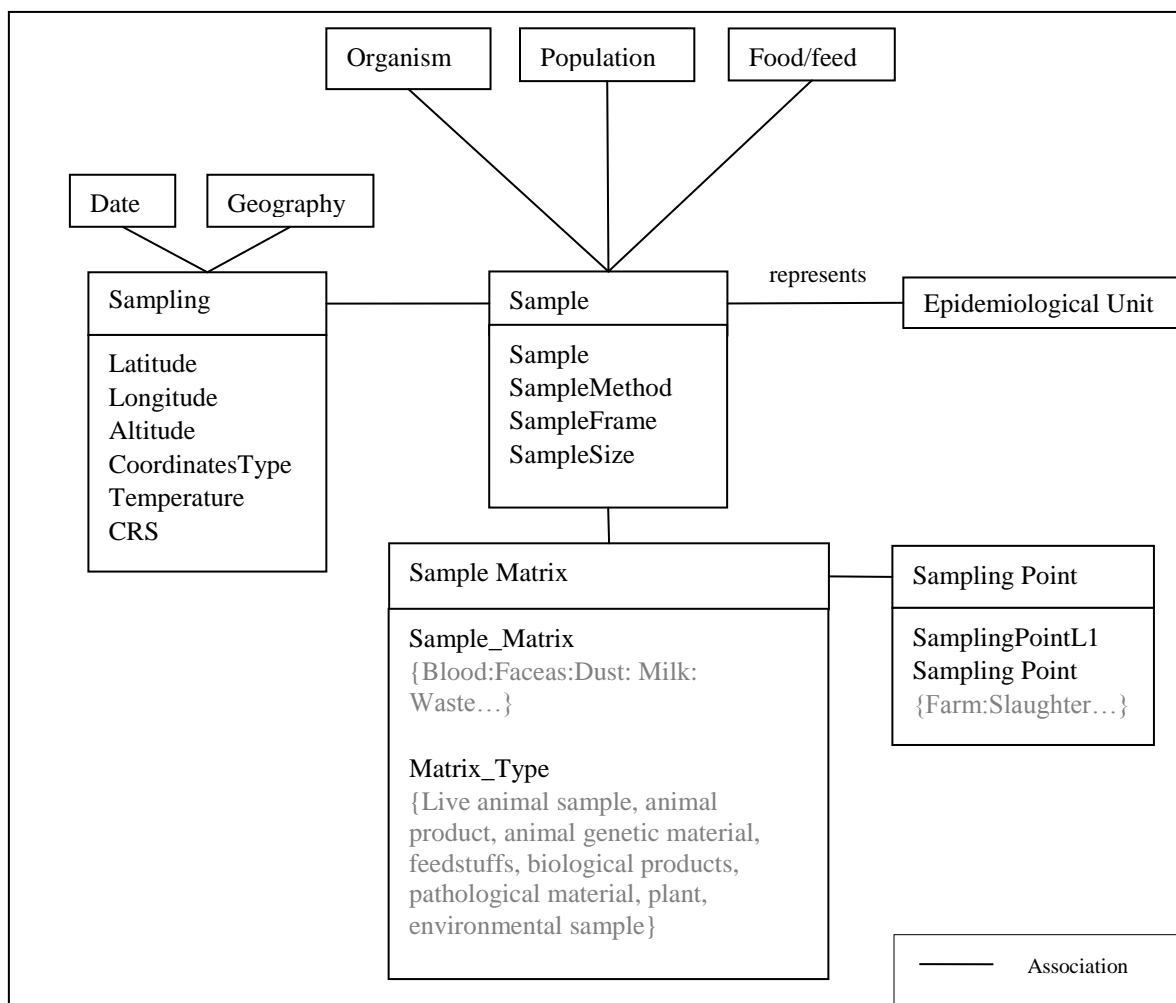 Organism
Population
Food/feed
Date
Geography
Sampling
Latitude
Longitude
Altitude
CoordinatesType
Temperature
CRS
Sample
Sample
SampleMethod
SampleFrame
SampleSize
represents
Epidemiological Unit
Sample Matrix
Sample_Matrix
{Blood:Faceas:Dust: Milk:
Waste…}
Matrix_Type
{Live animal sample, animal
product, animal genetic material,
feedstuffs, biological products,
pathological material, plant,
environmental sample}
Sampling Point
SamplingPointL1
Sampling Point
{Farm:Slaughter…}
Association